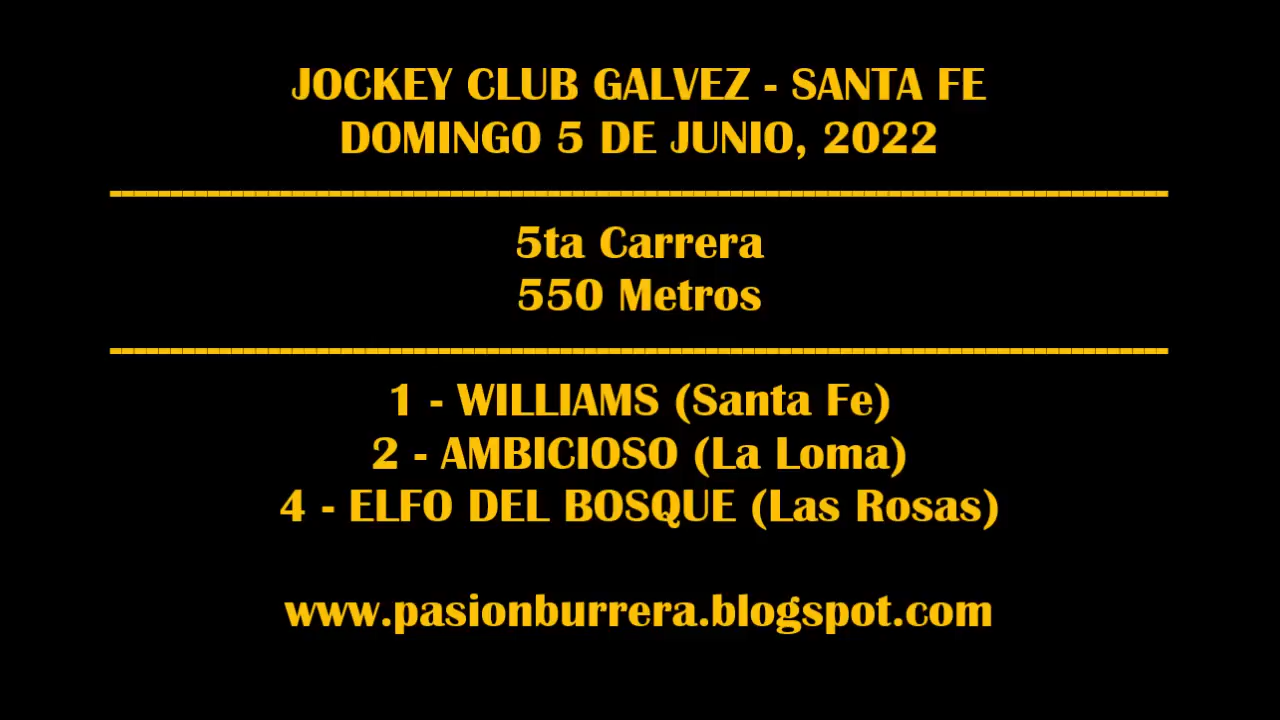 JOCKEY CLUB GALVEZ - SANTA FE
DOMINGO 5 DE JUNIO, 2022
5ta Carrera
550 Metros
1 - WILLIAMS (Santa Fe)
2 - AMBICIOSO (La Loma)
4 - ELFO DEL BOSQUE (Las Rosas)
www.pasionburrera.blogspot.com